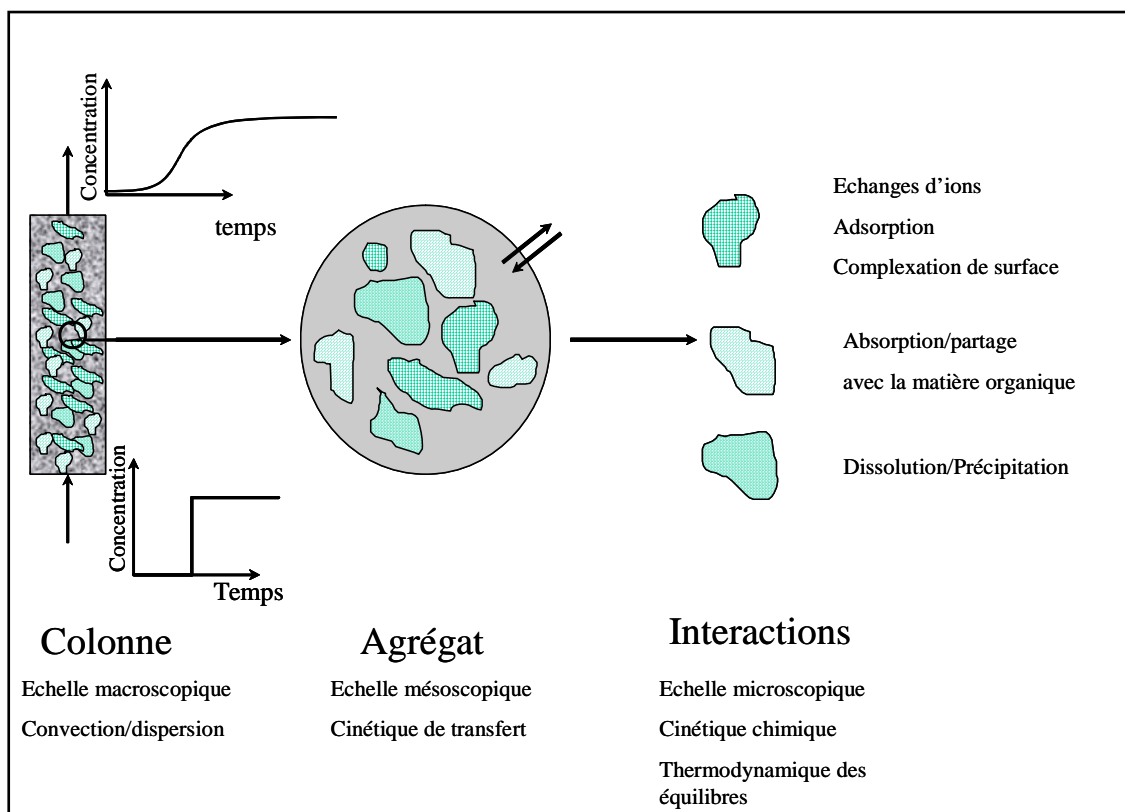 Concentration
temps
Concentration
Temps
Echanges d'ions
Adsorption
Complexation de surface
Absorption/partage
avec la matière organique
Dissolution/Précipitation
Colonne
Echelle macroscopique
Convection/dispersion
Agrégat
Echelle mésoscopique
Cinétique de transfert
Interactions
Echelle microscopique
Cinétique chimique
Thermodynamique des
équilibres